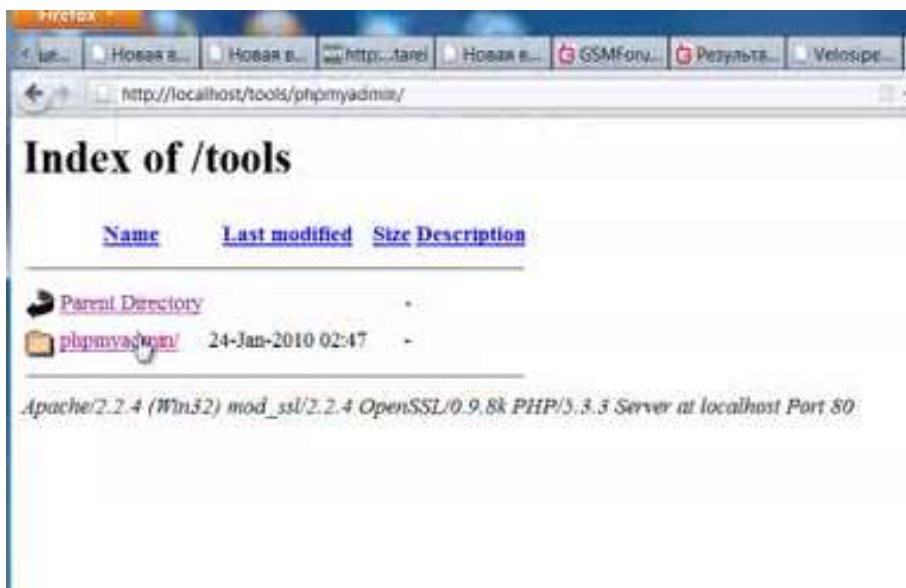 Firefox
Новая в... Новая в... http:...tarei Новая в... GSMForu... Результа... Velosipe...
http://localhost/tools/phpmyadmin/
Index of /tools
Name Last modified Size Description
Parent Directory -
phpmyadmin/ 24-Jan-2010 02:47 -
Apache/2.2.4 (Win32) mod_ssl/2.2.4 OpenSSL/0.9.8k PHP/5.3.3 Server at localhost Port 80